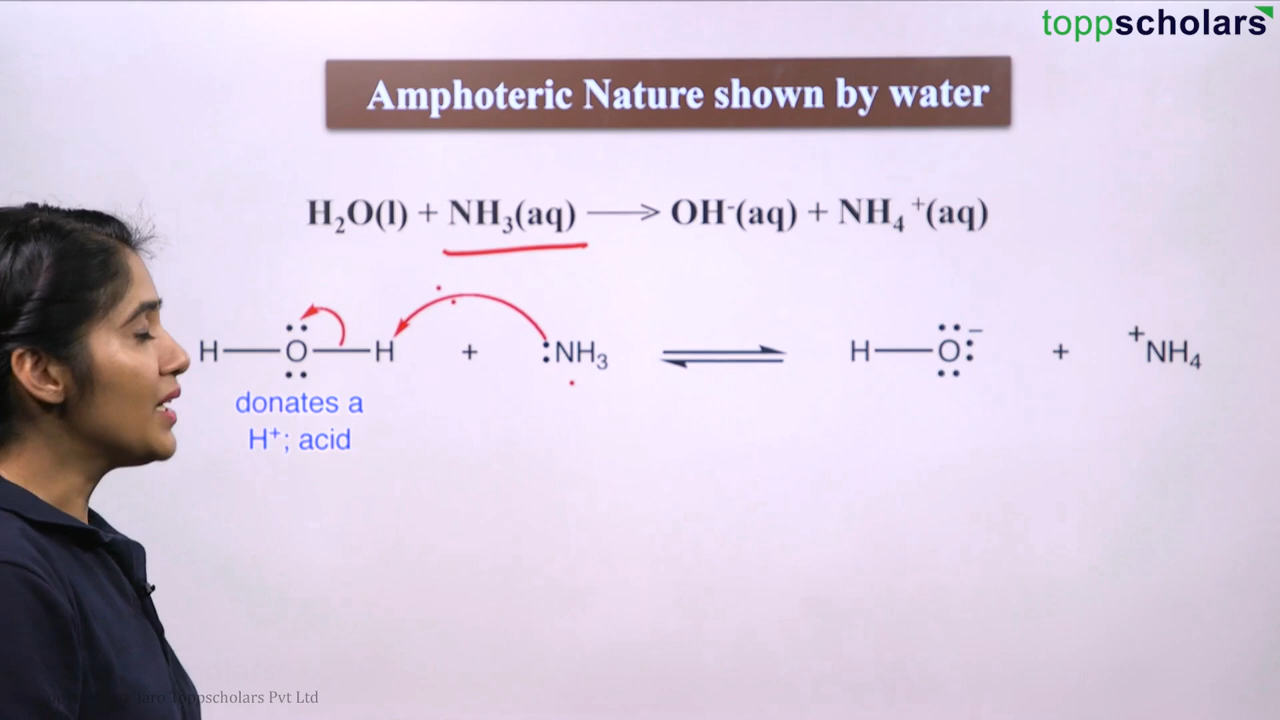 toppscholars
Amphoteric Nature shown by water
H₂O(l) + NH₃(aq) ⟶ OH⁻(aq) + NH₄⁺(aq)
H—O—H + :NH₃ ⇌ H—O:⁻ + ⁺NH₄
donates a
H⁺; acid
Jaro Toppscholars Pvt Ltd